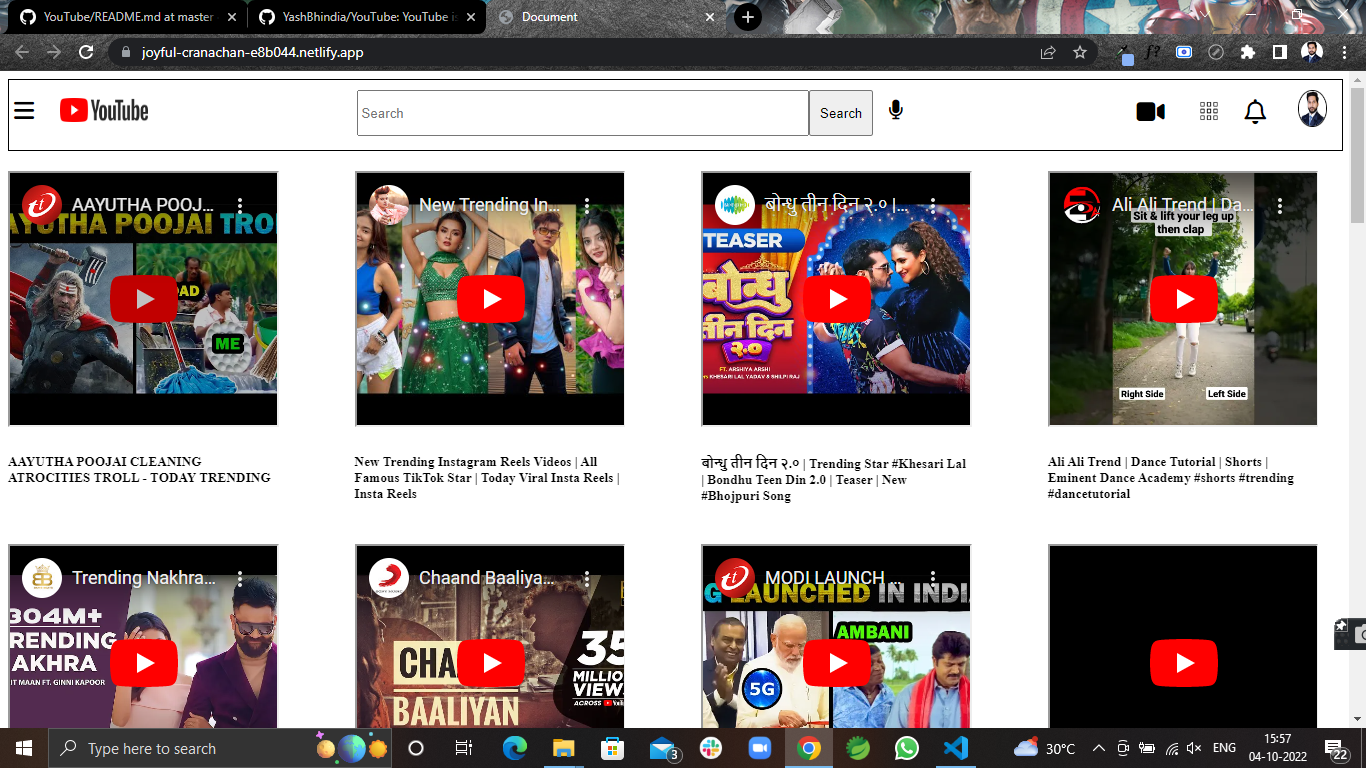 YouTube/README.md at master
YashBhindia/YouTube: YouTube is
Document
joyful-cranachan-e8b044.netlify.app
YouTube
Search
Search
AAYUTHA POOJ...
AYUTHA POOJAI TRO
ME
New Trending In...
बोन्धु तीन दिन २.० |...
TEASER
बोन्धु
तीन दिन
२.०
FT. ARSHIYA ARSHI
KHESARI LAL YADAV & SHILPI RAJ
Ali Ali Trend | Da...
Sit & lift your leg up
then clap
Right Side
Left Side
AAYUTHA POOJAI CLEANING
ATROCITIES TROLL - TODAY TRENDING
New Trending Instagram Reels Videos | All
Famous TikTok Star | Today Viral Insta Reels |
Insta Reels
बोन्धु तीन दिन २.० | Trending Star #Khesari Lal
| Bondhu Teen Din 2.0 | Teaser | New
#Bhojpuri Song
Ali Ali Trend | Dance Tutorial | Shorts |
Eminent Dance Academy #shorts #trending
#dancetutorial
Trending Nakhra...
304M+
TRENDING
AKHRA
IT MAAN FT. GINNI KAPOOR
Chaand Baaliya...
CHA
BAALIYAN
35
MILLIO
VIEWS
ACROSS
MODI LAUNCH ...
G LAUNCHED IN INDI
AMBANI
5G
Type here to search
3
30°C
ENG
15:57
04-10-2022
22